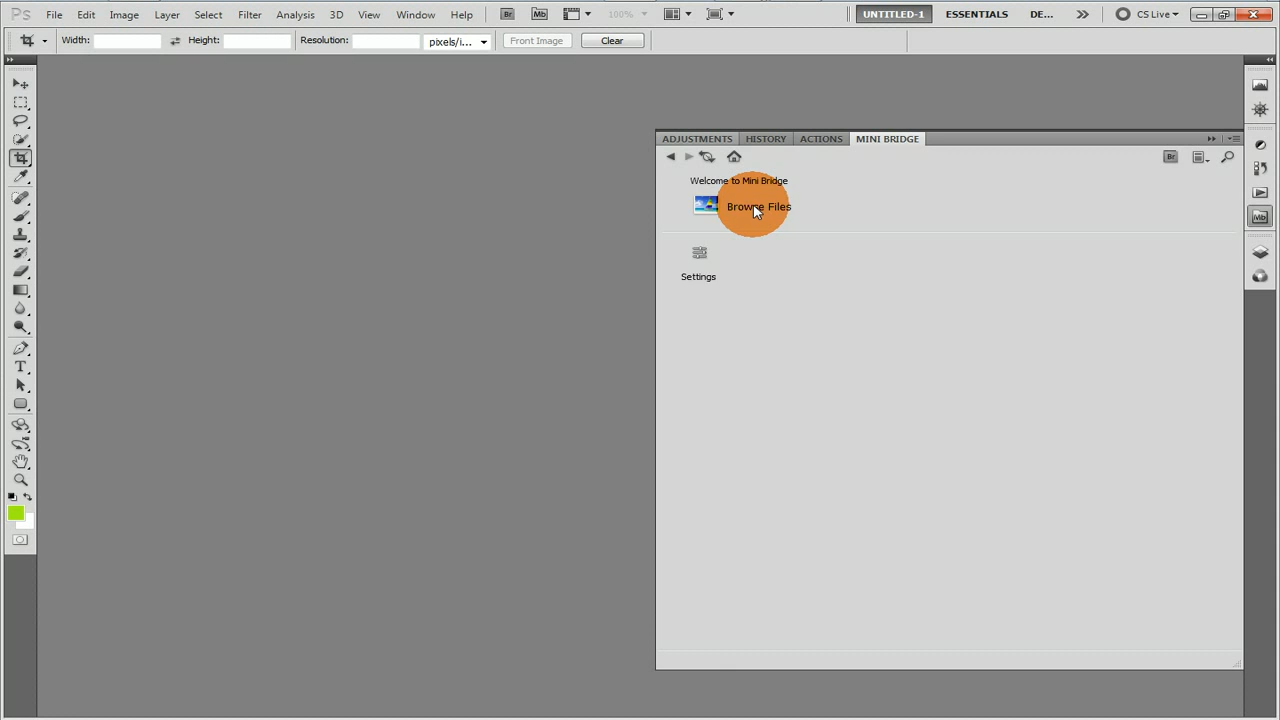 Ps File Edit Image Layer Select Filter Analysis 3D View Window Help Br Mb 100% UNTITLED-1 ESSENTIALS DE... CS Live
Width: Height: Resolution: pixels/i... Front Image Clear
ADJUSTMENTS HISTORY ACTIONS MINI BRIDGE
Br
Welcome to Mini Bridge
Browse Files
Settings
Mb
T